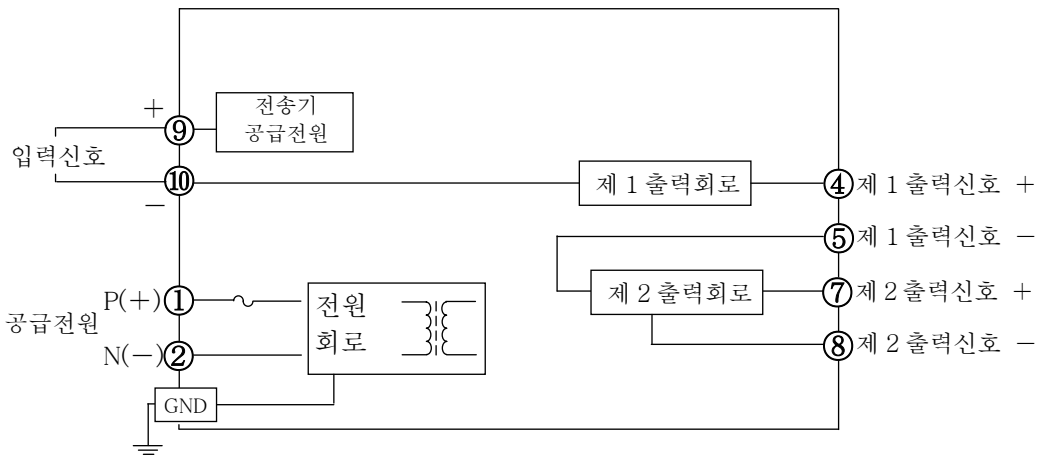 +
⑨
전송기
공급전원
입력신호
⑩
−
제 1 출력회로
④ 제 1 출력신호 +
⑤ 제 1 출력신호 −
P(+) ①
공급전원
N(−) ②
전원
회로
제 2 출력회로
⑦ 제 2 출력신호 +
⑧ 제 2 출력신호 −
GND